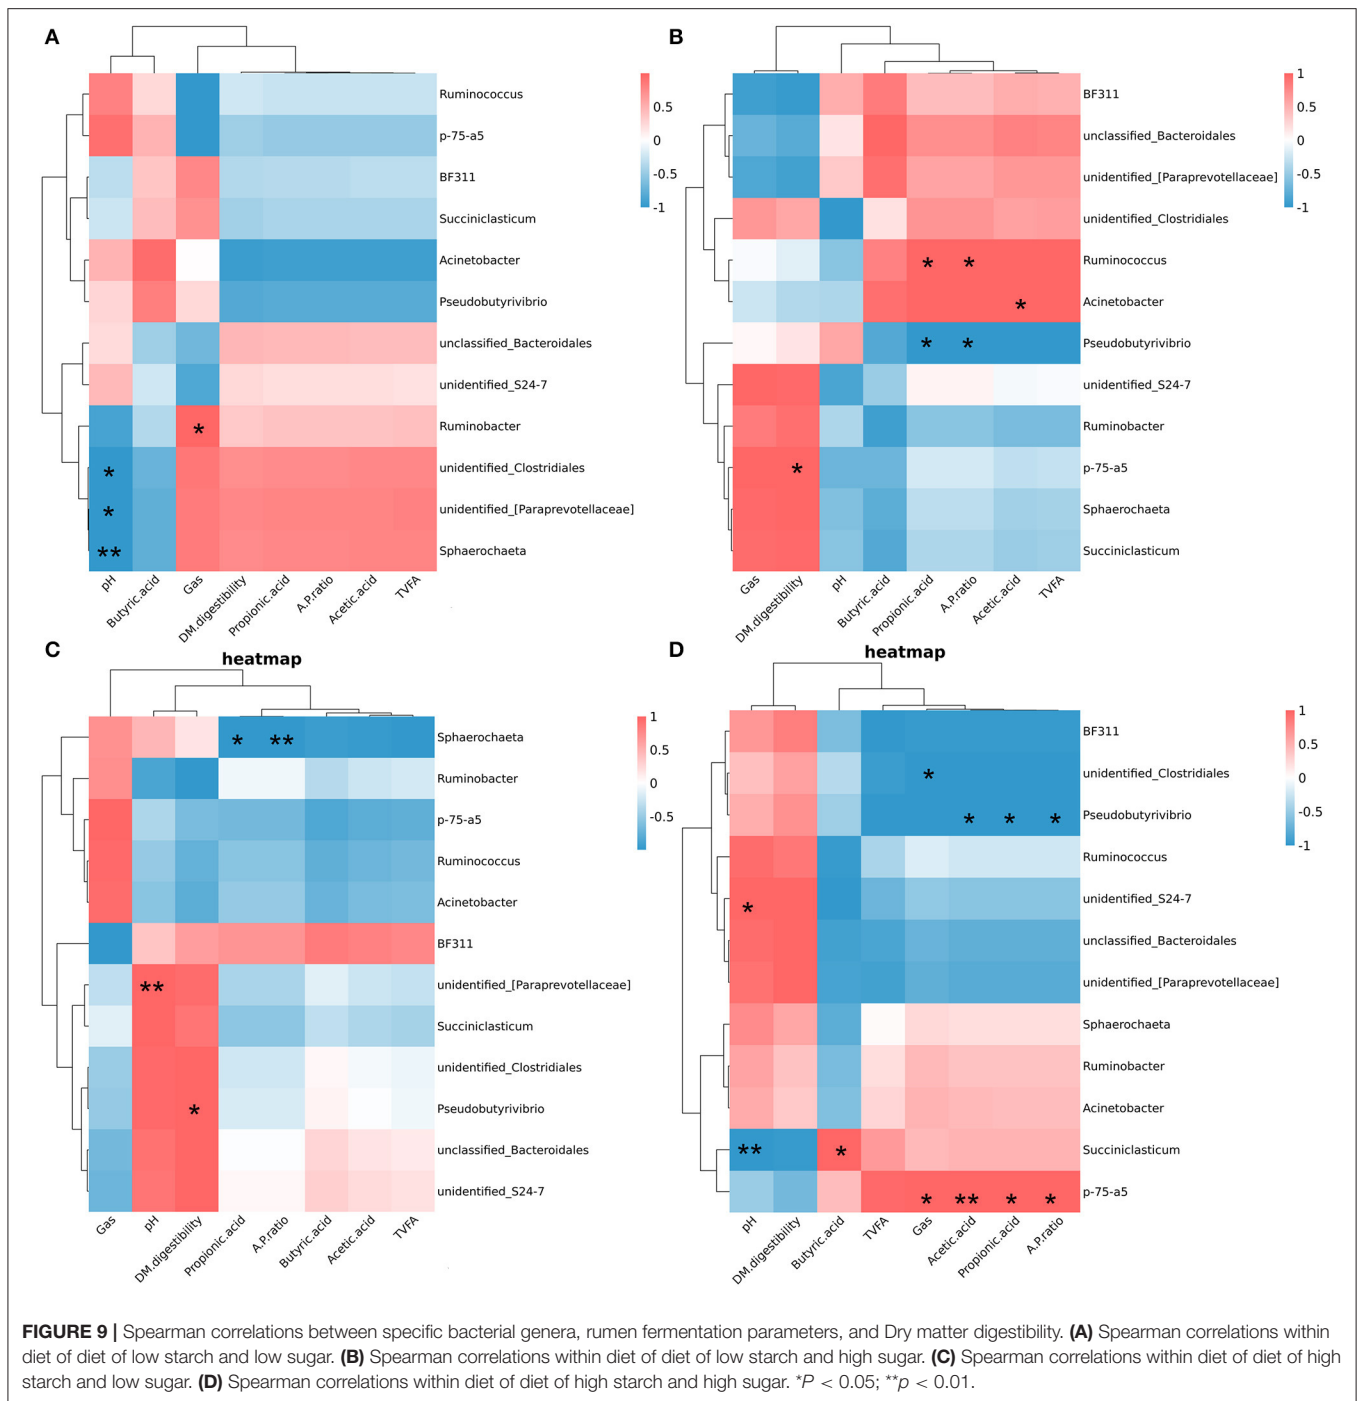 A
0.5
0
-0.5
-1
Ruminococcus
p-75-a5
BF311
Succiniclasticum
Acinetobacter
Pseudobutyrivibrio
unclassified_Bacteroidales
unidentified_S24-7
Ruminobacter
*
unidentified_Clostridiales
*
unidentified_[Paraprevotellaceae]
*
Sphaerochaeta
**
pH
Butyric.acid
Gas
DM.digestibility
Propionic.acid
A.P.ratio
Acetic.acid
TVFA
B
1
0.5
0
-0.5
-1
BF311
unclassified_Bacteroidales
unidentified_[Paraprevotellaceae]
unidentified_Clostridiales
* * Ruminococcus
* Acinetobacter
* * Pseudobutyrivibrio
unidentified_S24-7
Ruminobacter
* p-75-a5
Sphaerochaeta
Succiniclasticum
Gas
DM.digestibility
pH
Butyric.acid
Propionic.acid
A.P.ratio
Acetic.acid
TVFA
C
heatmap
1
0.5
0
-0.5
* ** Sphaerochaeta
Ruminobacter
p-75-a5
Ruminococcus
Acinetobacter
BF311
** unidentified_[Paraprevotellaceae]
Succiniclasticum
unidentified_Clostridiales
* Pseudobutyrivibrio
unclassified_Bacteroidales
unidentified_S24-7
Gas
pH
DM.digestibility
Propionic.acid
A.P.ratio
Butyric.acid
Acetic.acid
TVFA
D
heatmap
1
0.5
0
-0.5
-1
BF311
* unidentified_Clostridiales
* * * Pseudobutyrivibrio
Ruminococcus
* unidentified_S24-7
unclassified_Bacteroidales
unidentified_[Paraprevotellaceae]
Sphaerochaeta
Ruminobacter
Acinetobacter
** * Succiniclasticum
* ** * * p-75-a5
pH
DM.digestibility
Butyric.acid
TVFA
Gas
Acetic.acid
Propionic.acid
A.P.ratio
FIGURE 9 | Spearman correlations between specific bacterial genera, rumen fermentation parameters, and Dry matter digestibility. (A) Spearman correlations within
diet of diet of low starch and low sugar. (B) Spearman correlations within diet of diet of low starch and high sugar. (C) Spearman correlations within diet of diet of high
starch and low sugar. (D) Spearman correlations within diet of diet of high starch and high sugar. *P < 0.05; **p < 0.01.